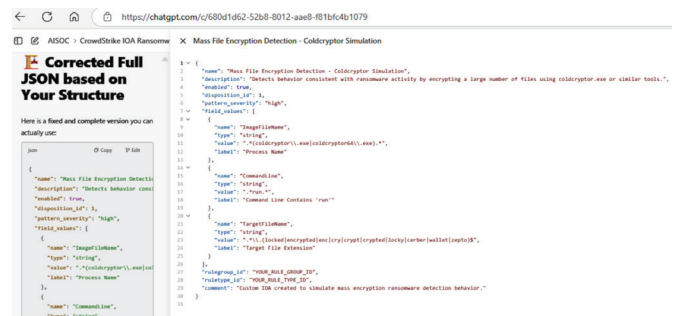 https://chatgpt.com/c/680d1d62-52b8-8012-aae8-f81bfc4b1079
AISOC > CrowdStrike IOA Ransomw
Corrected Full
JSON based on
Your Structure
Here is a fixed and complete version you can
actually use:
json Copy Edit
{
"name": "Mass File Encryption Detectio
"description": "Detects behavior consi
"enabled": true,
"disposition_id": 1,
"pattern_severity": "high",
"field_values": [
{
"name": "ImageFileName",
"type": "string",
"value": ".*(coldcryptor\\.exe|col
"label": "Process Name"
},
{
"name": "CommandLine",
Mass File Encryption Detection - Coldcryptor Simulation
1 {
2 "name": "Mass File Encryption Detection - Coldcryptor Simulation",
3 "description": "Detects behavior consistent with ransomware activity by encrypting a large number of files using coldcryptor.exe or similar tools.",
4 "enabled": true,
5 "disposition_id": 1,
6 "pattern_severity": "high",
7 "field_values": [
8 {
9 "name": "ImageFileName",
10 "type": "string",
11 "value": ".*(coldcryptor\\.exe|coldcryptor64\\.exe).*",
12 "label": "Process Name"
13 },
14 {
15 "name": "CommandLine",
16 "type": "string",
17 "value": ".*run.*",
18 "label": "Command Line Contains 'run'"
19 },
20 {
21 "name": "TargetFileName",
22 "type": "string",
23 "value": ".*\\.(locked|encrypted|enc|cry|crypt|crypted|locky|cerber|wallet|zepto)$",
24 "label": "Target File Extension"
25 }
26 ],
27 "rulegroup_id": "YOUR_RULE_GROUP_ID",
28 "ruletype_id": "YOUR_RULE_TYPE_ID",
29 "comment": "Custom IOA created to simulate mass encryption ransomware detection behavior."
30 }
31